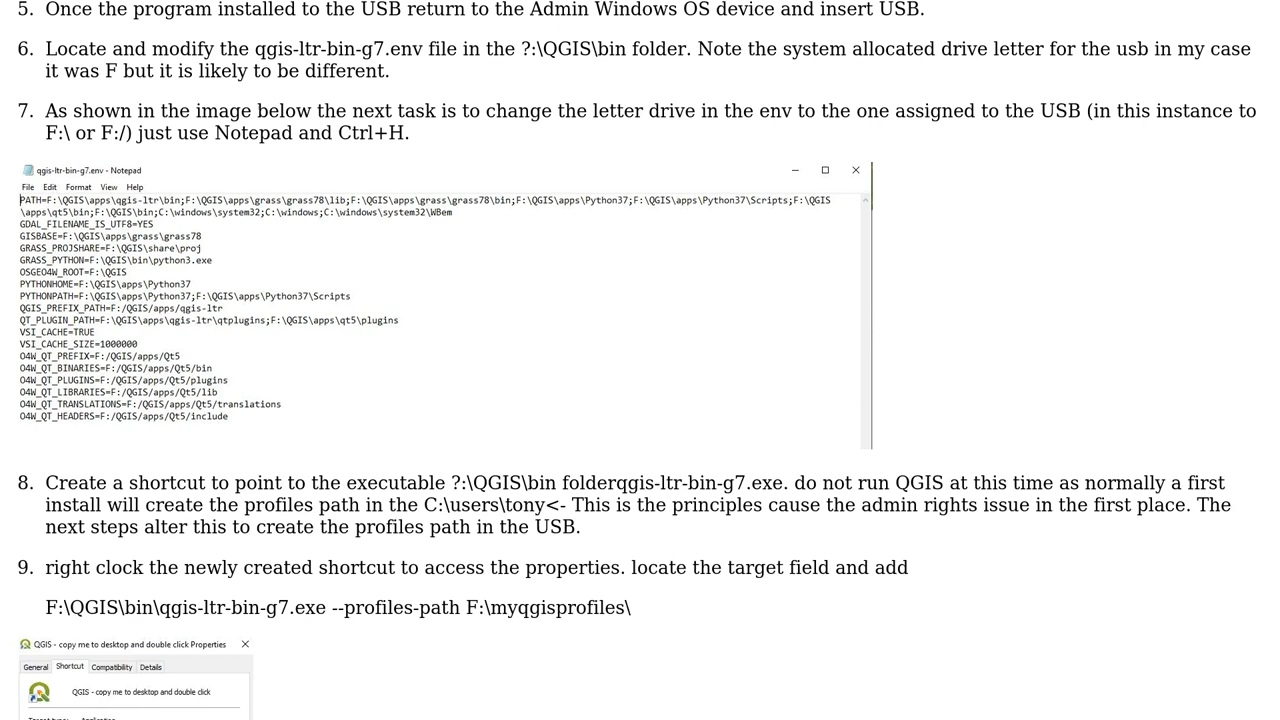 5. Once the program installed to the USB return to the Admin Windows OS device and insert USB.
6. Locate and modify the qgis-ltr-bin-g7.env file in the ?:\QGIS\bin folder. Note the system allocated drive letter for the usb in my case
it was F but it is likely to be different.
7. As shown in the image below the next task is to change the letter drive in the env to the one assigned to the USB (in this instance to
F:\ or F:/) just use Notepad and Ctrl+H.
qgis-ltr-bin-g7.env - Notepad
File Edit Format View Help
PATH=F:\QGIS\apps\qgis-ltr\bin;F:\QGIS\apps\grass\grass78\lib;F:\QGIS\apps\grass\grass78\bin;F:\QGIS\apps\Python37;F:\QGIS\apps\Python37\Scripts;F:\QGIS
\apps\qt5\bin;F:\QGIS\bin;C:\windows\system32;C:\windows;C:\windows\system32\WBem
GDAL_FILENAME_IS_UTF8=YES
GISBASE=F:\QGIS\apps\grass\grass78
GRASS_PROJSHARE=F:\QGIS\share\proj
GRASS_PYTHON=F:\QGIS\bin\python3.exe
OSGEO4W_ROOT=F:\QGIS
PYTHONHOME=F:\QGIS\apps\Python37
PYTHONPATH=F:\QGIS\apps\Python37;F:\QGIS\apps\Python37\Scripts
QGIS_PREFIX_PATH=F:/QGIS/apps/qgis-ltr
QT_PLUGIN_PATH=F:\QGIS\apps\qgis-ltr\qtplugins;F:\QGIS\apps\qt5\plugins
VSI_CACHE=TRUE
VSI_CACHE_SIZE=1000000
O4W_QT_PREFIX=F:/QGIS/apps/Qt5
O4W_QT_BINARIES=F:/QGIS/apps/Qt5/bin
O4W_QT_PLUGINS=F:/QGIS/apps/Qt5/plugins
O4W_QT_LIBRARIES=F:/QGIS/apps/Qt5/lib
O4W_QT_TRANSLATIONS=F:/QGIS/apps/Qt5/translations
O4W_QT_HEADERS=F:/QGIS/apps/Qt5/include
8. Create a shortcut to point to the executable ?:\QGIS\bin folderqgis-ltr-bin-g7.exe. do not run QGIS at this time as normally a first
install will create the profiles path in the C:\users\tony<- This is the principles cause the admin rights issue in the first place. The
next steps alter this to create the profiles path in the USB.
9. right clock the newly created shortcut to access the properties. locate the target field and add
F:\QGIS\bin\qgis-ltr-bin-g7.exe --profiles-path F:\myqgisprofiles\
QGIS - copy me to desktop and double click Properties
General Shortcut Compatibility Details
QGIS - copy me to desktop and double click